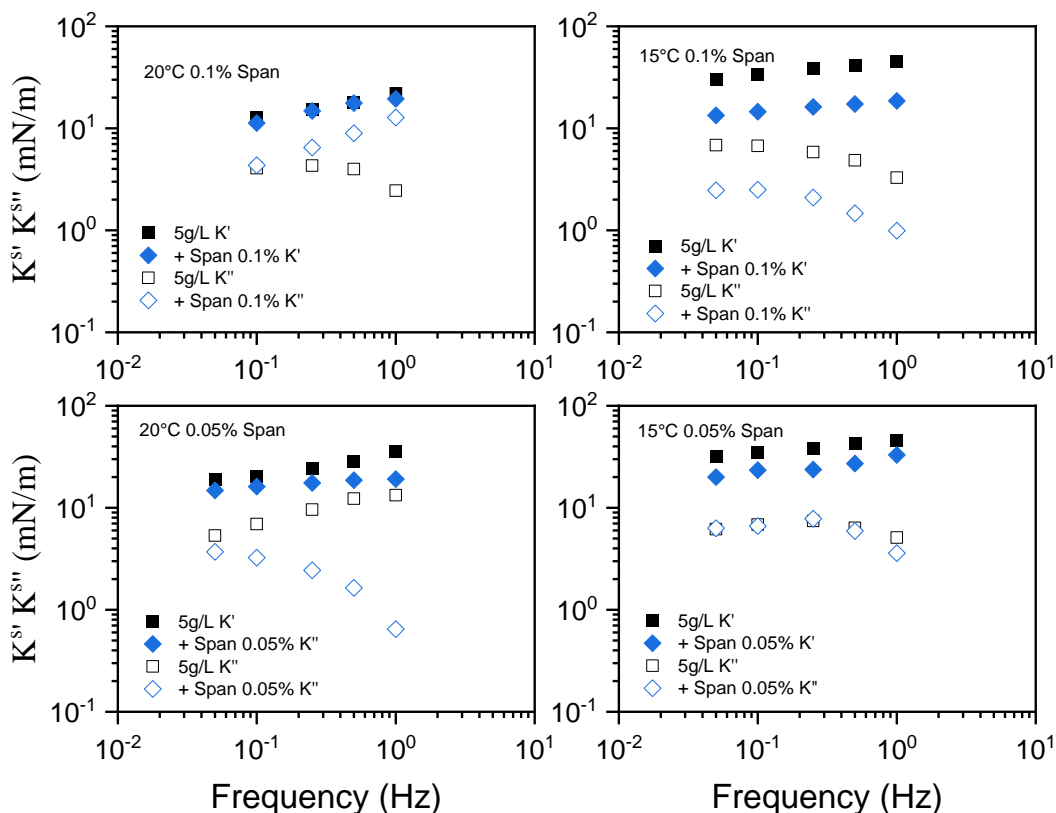 10²
10¹
10⁰
10⁻¹
Kˢ' Kˢ'' (mN/m)
20°C 0.1% Span
5g/L K'
+ Span 0.1% K'
5g/L K"
+ Span 0.1% K"
10⁻²
10⁻¹
10⁰
10¹
10²
10¹
10⁰
10⁻¹
15°C 0.1% Span
5g/L K'
+ Span 0.1% K'
5g/L K"
+ Span 0.1% K"
10⁻²
10⁻¹
10⁰
10¹
10²
10¹
10⁰
10⁻¹
Kˢ' Kˢ'' (mN/m)
20°C 0.05% Span
5g/L K'
+ Span 0.05% K"
5g/L K"
+ Span 0.05% K"
10⁻²
10⁻¹
10⁰
10¹
Frequency (Hz)
10²
10¹
10⁰
10⁻¹
15°C 0.05% Span
5g/L K'
+ Span 0.05% K'
5g/L K"
+ Span 0.05% K"
10⁻²
10⁻¹
10⁰
10¹
Frequency (Hz)